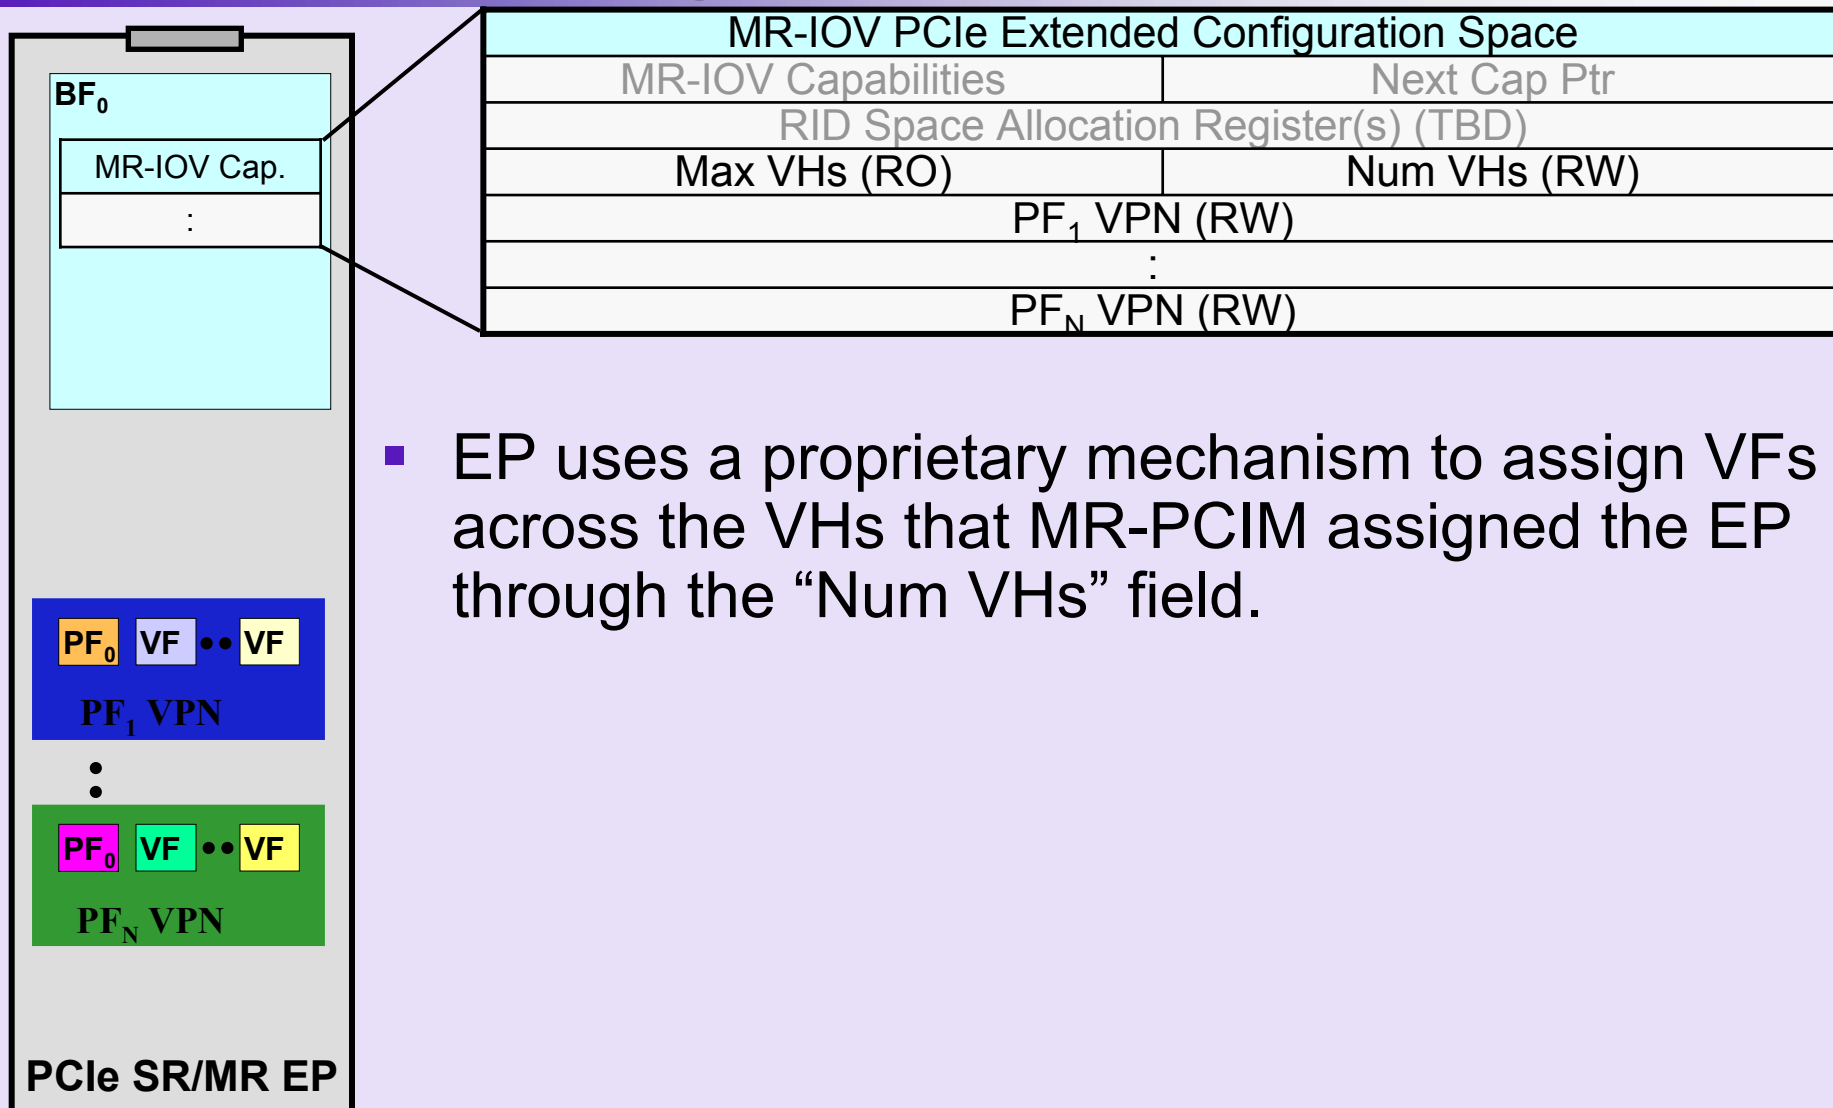 MR-IOV PCIe Extended Configuration Space
MR-IOV Capabilities Next Cap Ptr
RID Space Allocation Register(s) (TBD)
Max VHs (RO) Num VHs (RW)
PF1 VPN (RW)
:
PFN VPN (RW)
BF0
MR-IOV Cap.
:
EP uses a proprietary mechanism to assign VFs
across the VHs that MR-PCIM assigned the EP
through the “Num VHs” field.
PF0 VF •• VF
PF1 VPN
PF0 VF •• VF
PFN VPN
PCIe SR/MR EP